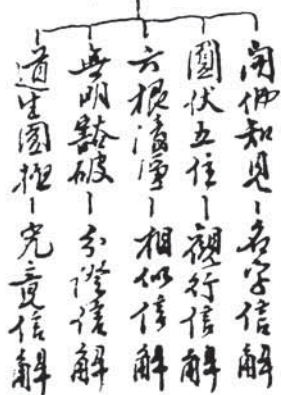 開佛知見—名字信解
圓伏五住—觀行信解
六根清淨—相似信解
無明豁破—分證信解
道生圓極—究竟信解